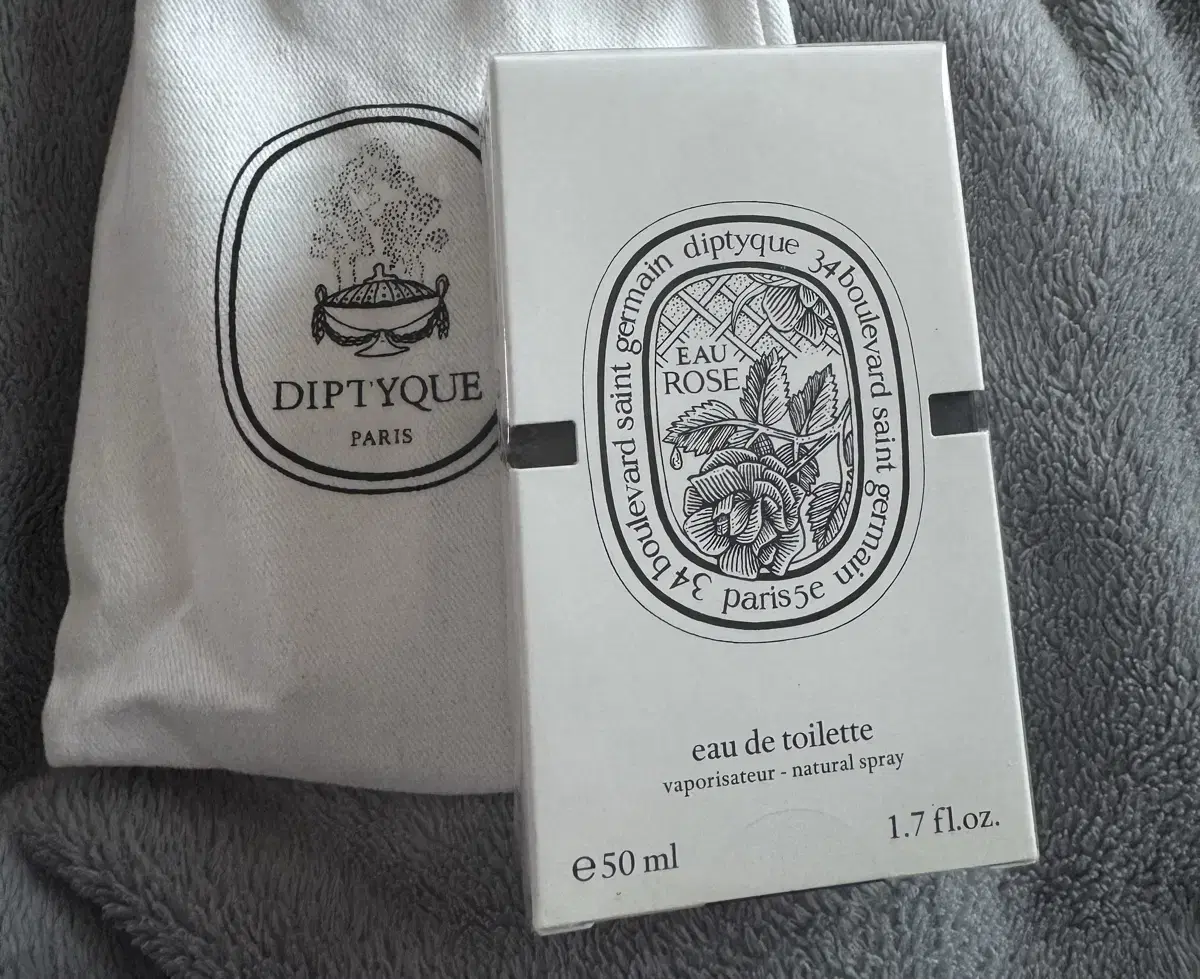 DIPTYQUE
PARIS
diptyque 34 boulevard saint germain paris 5e 34 boulevard saint germain
EAU
ROSE
eau de toilette
vaporisateur - natural spray
1.7 fl.oz.
℮ 50 ml